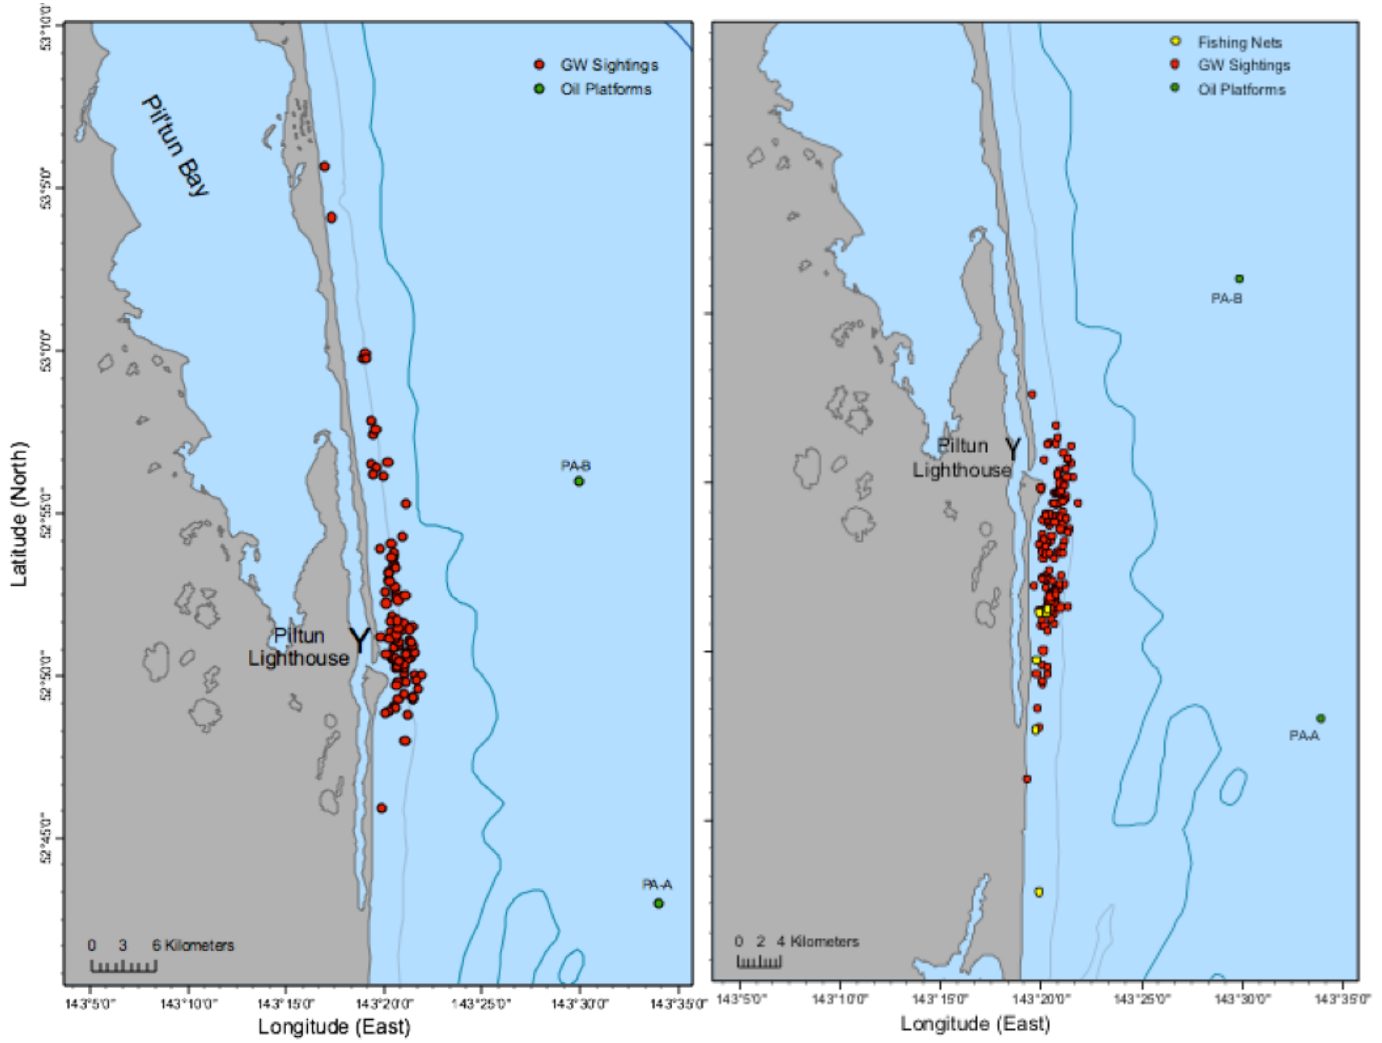 53°10'0"
53°5'0"
53°0'0"
52°55'0"
52°50'0"
52°45'0"
Latitude (North)
Pil'tun Bay
GW Sightings
Oil Platforms
PA-B
Piltun
Lighthouse
Y
PA-A
0 3 6 Kilometers
143°5'0" 143°10'0" 143°15'0" 143°20'0" 143°25'0" 143°30'0" 143°35'0"
Longitude (East)
Fishing Nets
GW Sightings
Oil Platforms
PA-B
Piltun
Lighthouse
Y
PA-A
0 2 4 Kilometers
143°5'0" 143°10'0" 143°15'0" 143°20'0" 143°25'0" 143°30'0" 143°35'0"
Longitude (East)